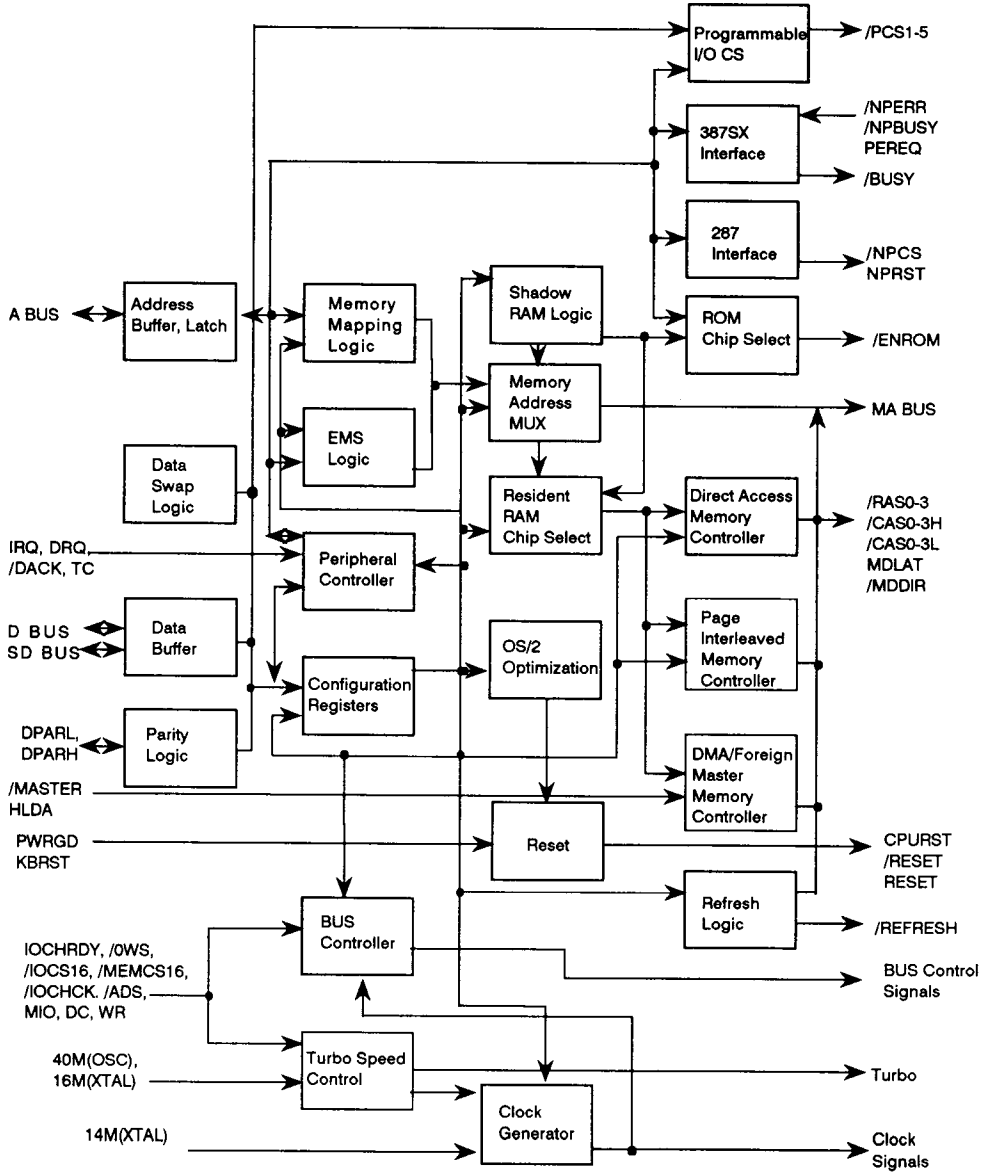 Programmable
I/O CS
/PCS1-5
387SX
Interface
/NPERR
/NPBUSY
PEREQ
/BUSY
287
Interface
/NPCS
NPRST
A BUS
Address
Buffer, Latch
Memory
Mapping
Logic
Shadow
RAM Logic
ROM
Chip Select
/ENROM
Memory
Address
MUX
MA BUS
EMS
Logic
Data
Swap
Logic
Resident
RAM
Chip Select
Direct Access
Memory
Controller
/RAS0-3
/CAS0-3H
/CAS0-3L
MDLAT
/MDDIR
IRQ, DRQ,
/DACK, TC
Peripheral
Controller
D BUS
SD BUS
Data
Buffer
OS/2
Optimization
Page
Interleaved
Memory
Controller
Configuration
Registers
DPARL,
DPARH
Parity
Logic
DMA/Foreign
Master
Memory
Controller
/MASTER
HLDA
PWRGD
KBRST
Reset
CPURST
/RESET
RESET
Refresh
Logic
/REFRESH
BUS
Controller
IOCHRDY, /0WS,
/IOCS16, /MEMCS16,
/IOCHCK. /ADS,
MIO, DC, WR
BUS Control
Signals
40M(OSC),
16M(XTAL)
Turbo Speed
Control
Turbo
14M(XTAL)
Clock
Generator
Clock
Signals